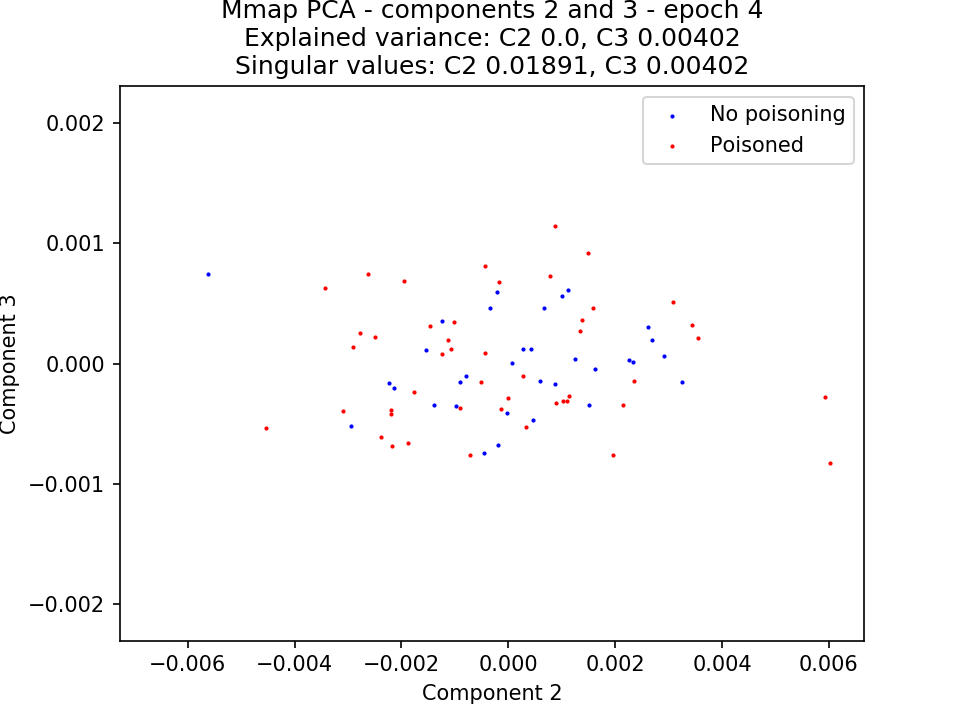 Mmap PCA - components 2 and 3 - epoch 4
Explained variance: C2 0.0, C3 0.00402
Singular values: C2 0.01891, C3 0.00402
No poisoning
Poisoned
0.002
0.001
0.000
−0.001
−0.002
Component 3
−0.006 −0.004 −0.002 0.000 0.002 0.004 0.006
Component 2